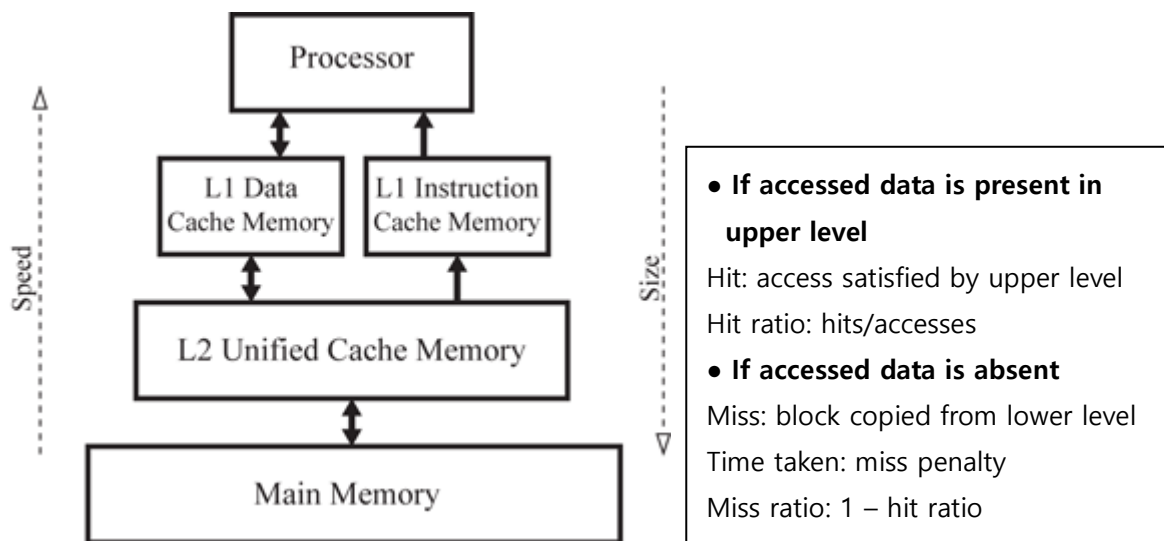 Processor
L1 Data
Cache Memory
L1 Instruction
Cache Memory
Speed
Size
L2 Unified Cache Memory
Main Memory
● If accessed data is present in
upper level
Hit: access satisfied by upper level
Hit ratio: hits/accesses
● If accessed data is absent
Miss: block copied from lower level
Time taken: miss penalty
Miss ratio: 1 – hit ratio